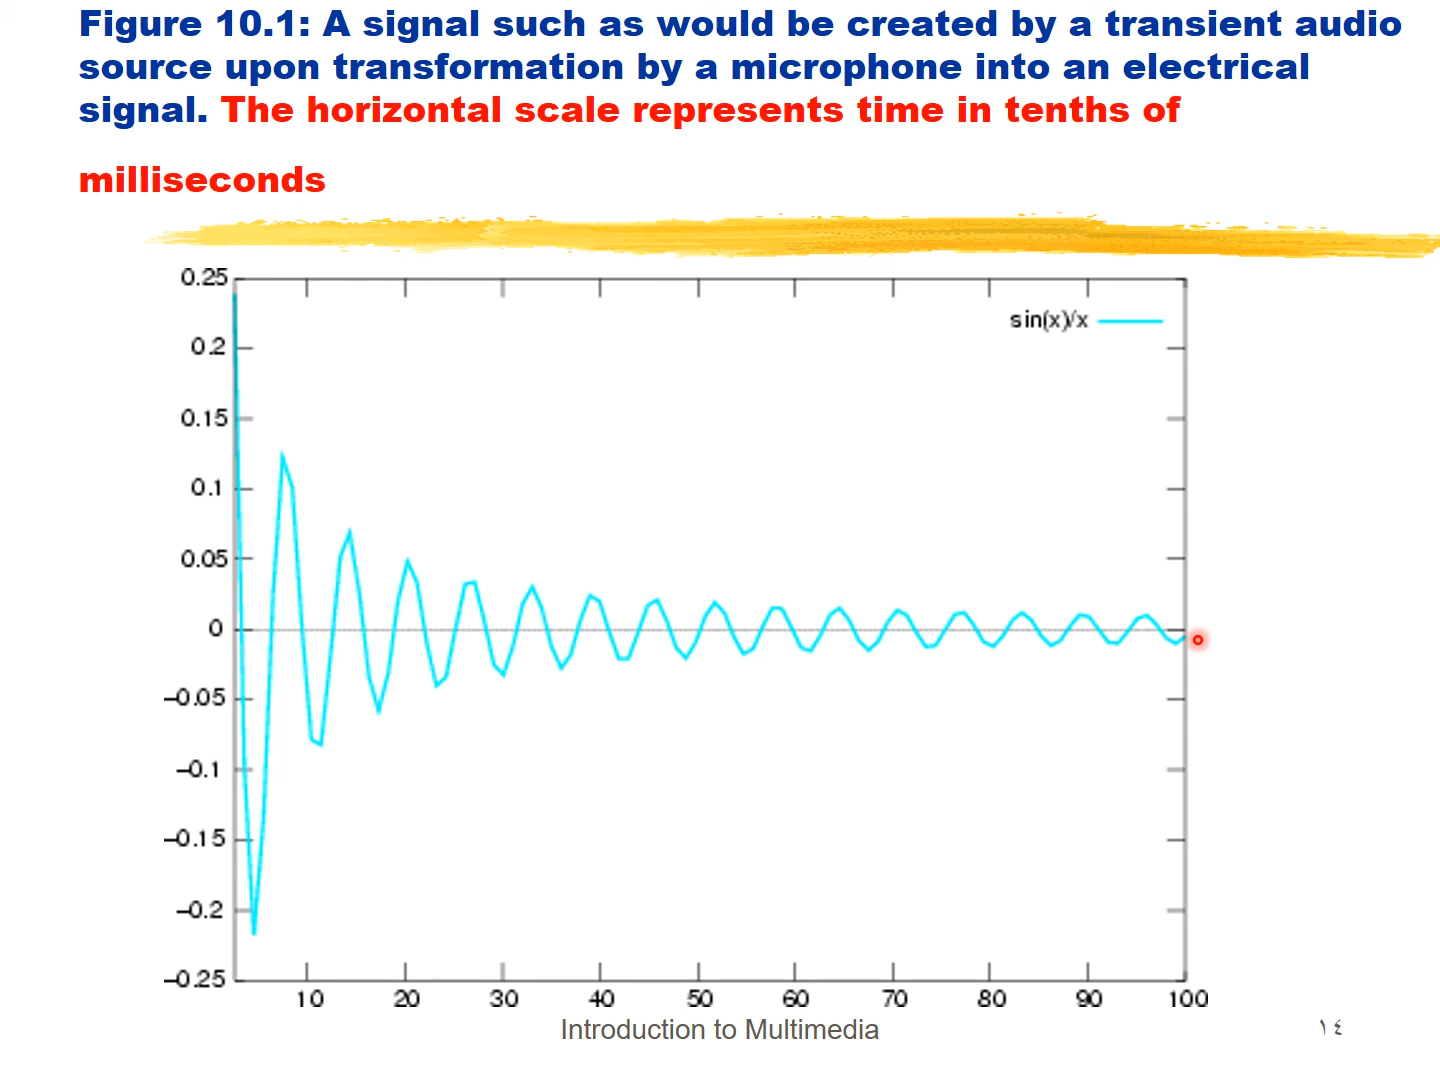 Figure 10.1: A signal such as would be created by a transient audio
source upon transformation by a microphone into an electrical
signal. The horizontal scale represents time in tenths of
milliseconds
0.25
sin(x)/x
0.2
0.15
0.1
0.05
0
−0.05
−0.1
−0.15
−0.2
−0.25
10 20 30 40 50 60 70 80 90 100
Introduction to Multimedia
١٤